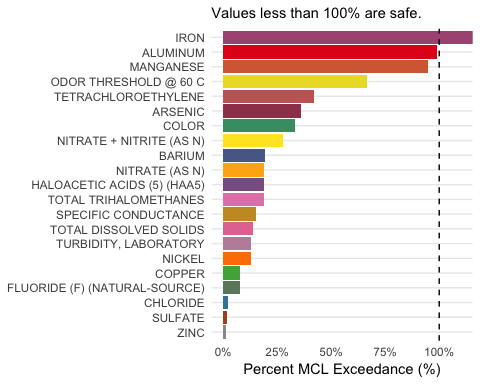 Values less than 100% are safe.
IRON
ALUMINUM
MANGANESE
ODOR THRESHOLD @ 60 C
TETRACHLOROETHYLENE
ARSENIC
COLOR
NITRATE + NITRITE (AS N)
BARIUM
NITRATE (AS N)
HALOACETIC ACIDS (5) (HAA5)
TOTAL TRIHALOMETHANES
SPECIFIC CONDUCTANCE
TOTAL DISSOLVED SOLIDS
TURBIDITY, LABORATORY
NICKEL
COPPER
FLUORIDE (F) (NATURAL-SOURCE)
CHLORIDE
SULFATE
ZINC
0% 25% 50% 75% 100%
Percent MCL Exceedance (%)